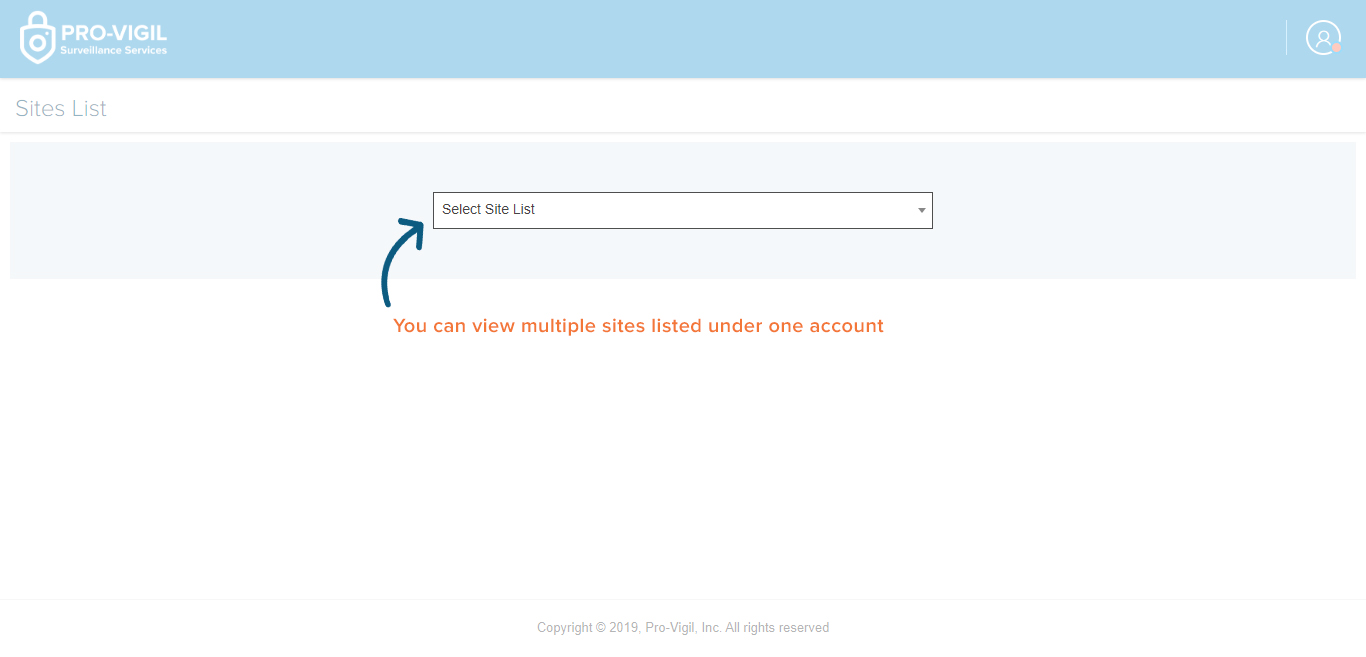 PRO-VIGIL
Surveillance Services
Sites List
Select Site List
You can view multiple sites listed under one account
Copyright © 2019, Pro-Vigil, Inc. All rights reserved